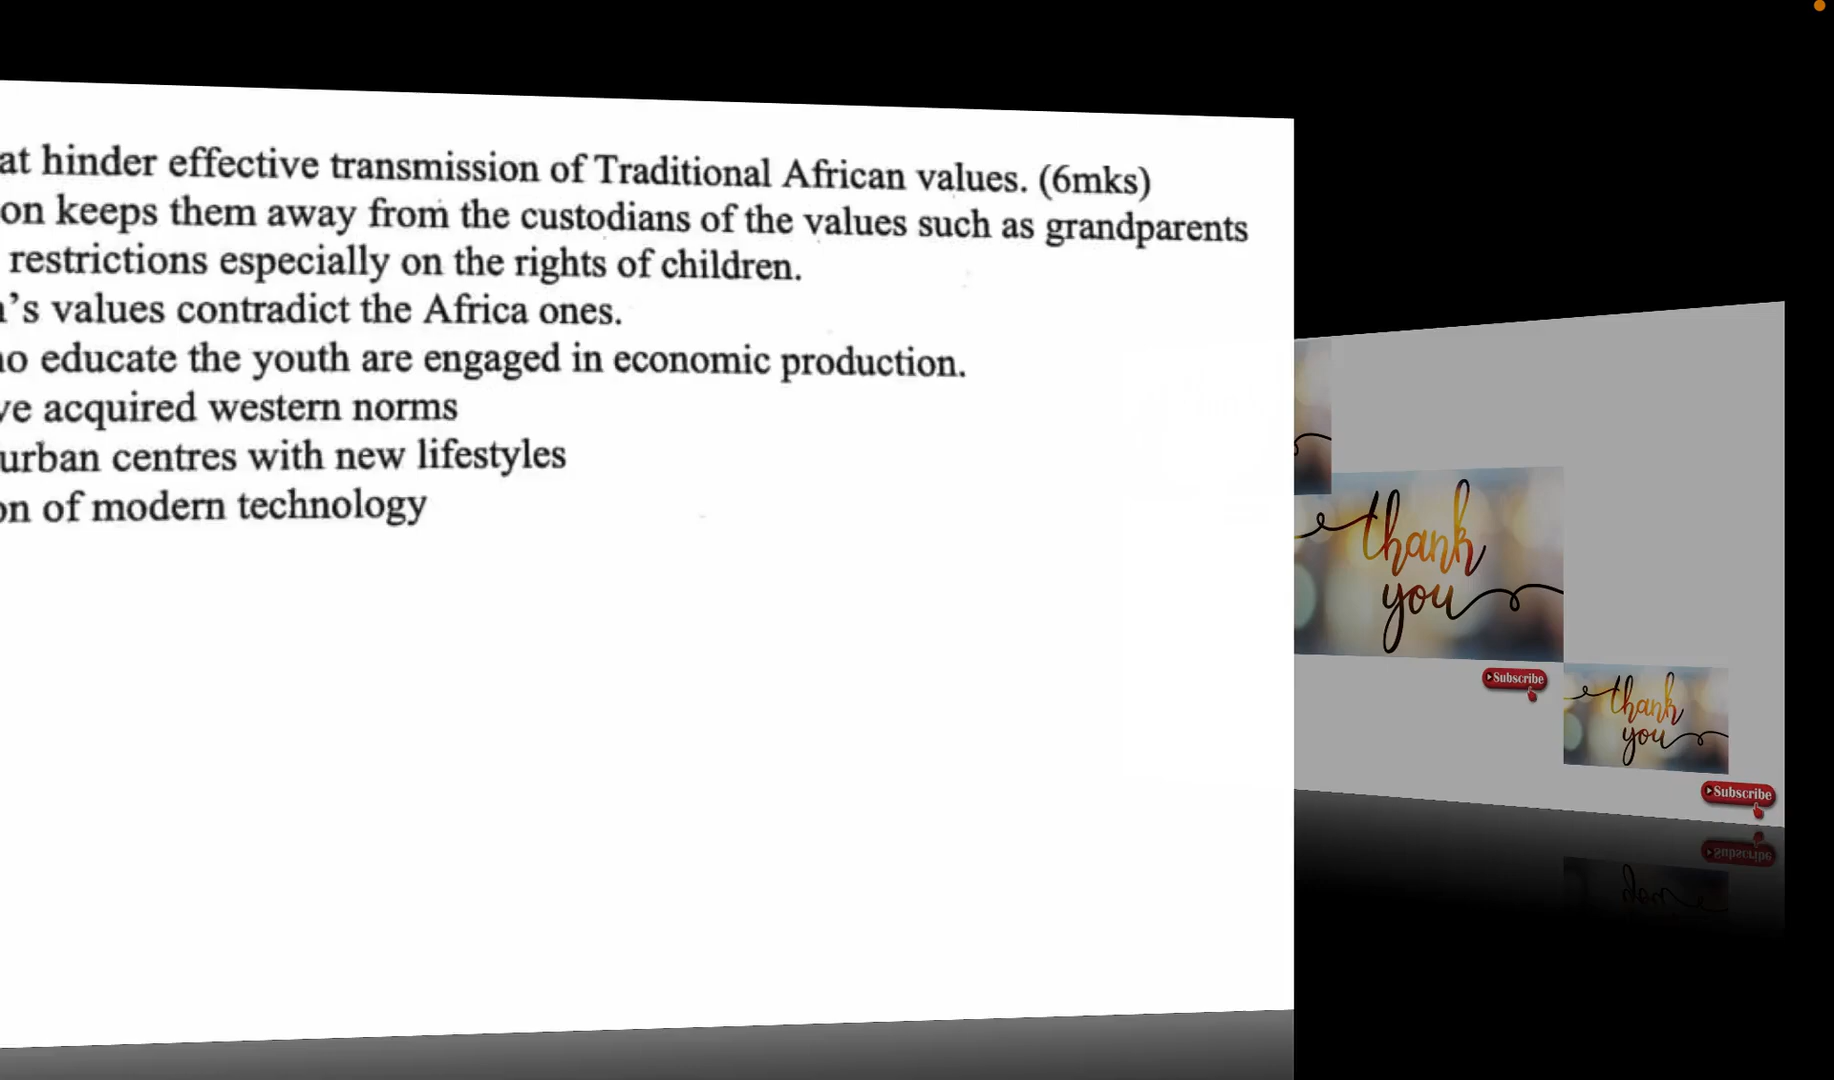 at hinder effective transmission of Traditional African values. (6mks)
on keeps them away from the custodians of the values such as grandparents
restrictions especially on the rights of children.
's values contradict the Africa ones.
no educate the youth are engaged in economic production.
ve acquired western norms
urban centres with new lifestyles
on of modern technology
thank
you
Subscribe
thank
you
Subscribe